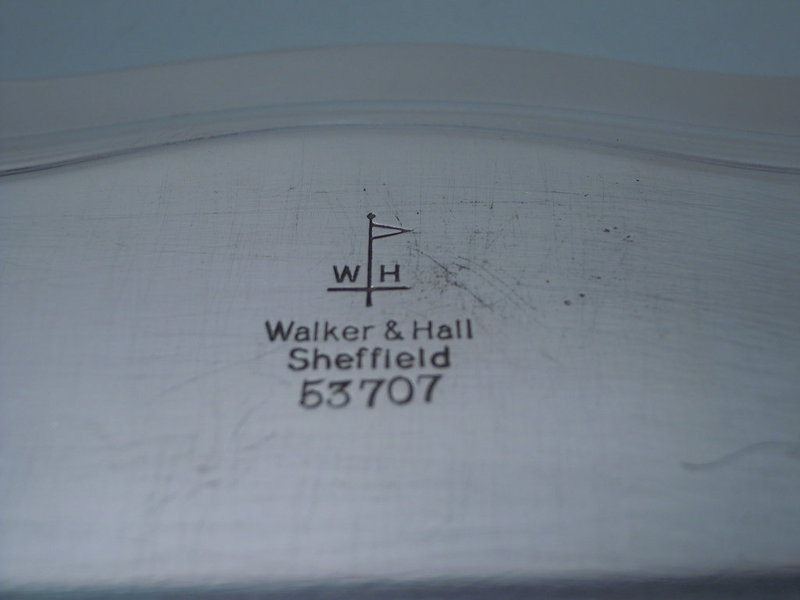 W H
Walker & Hall
Sheffield
53707